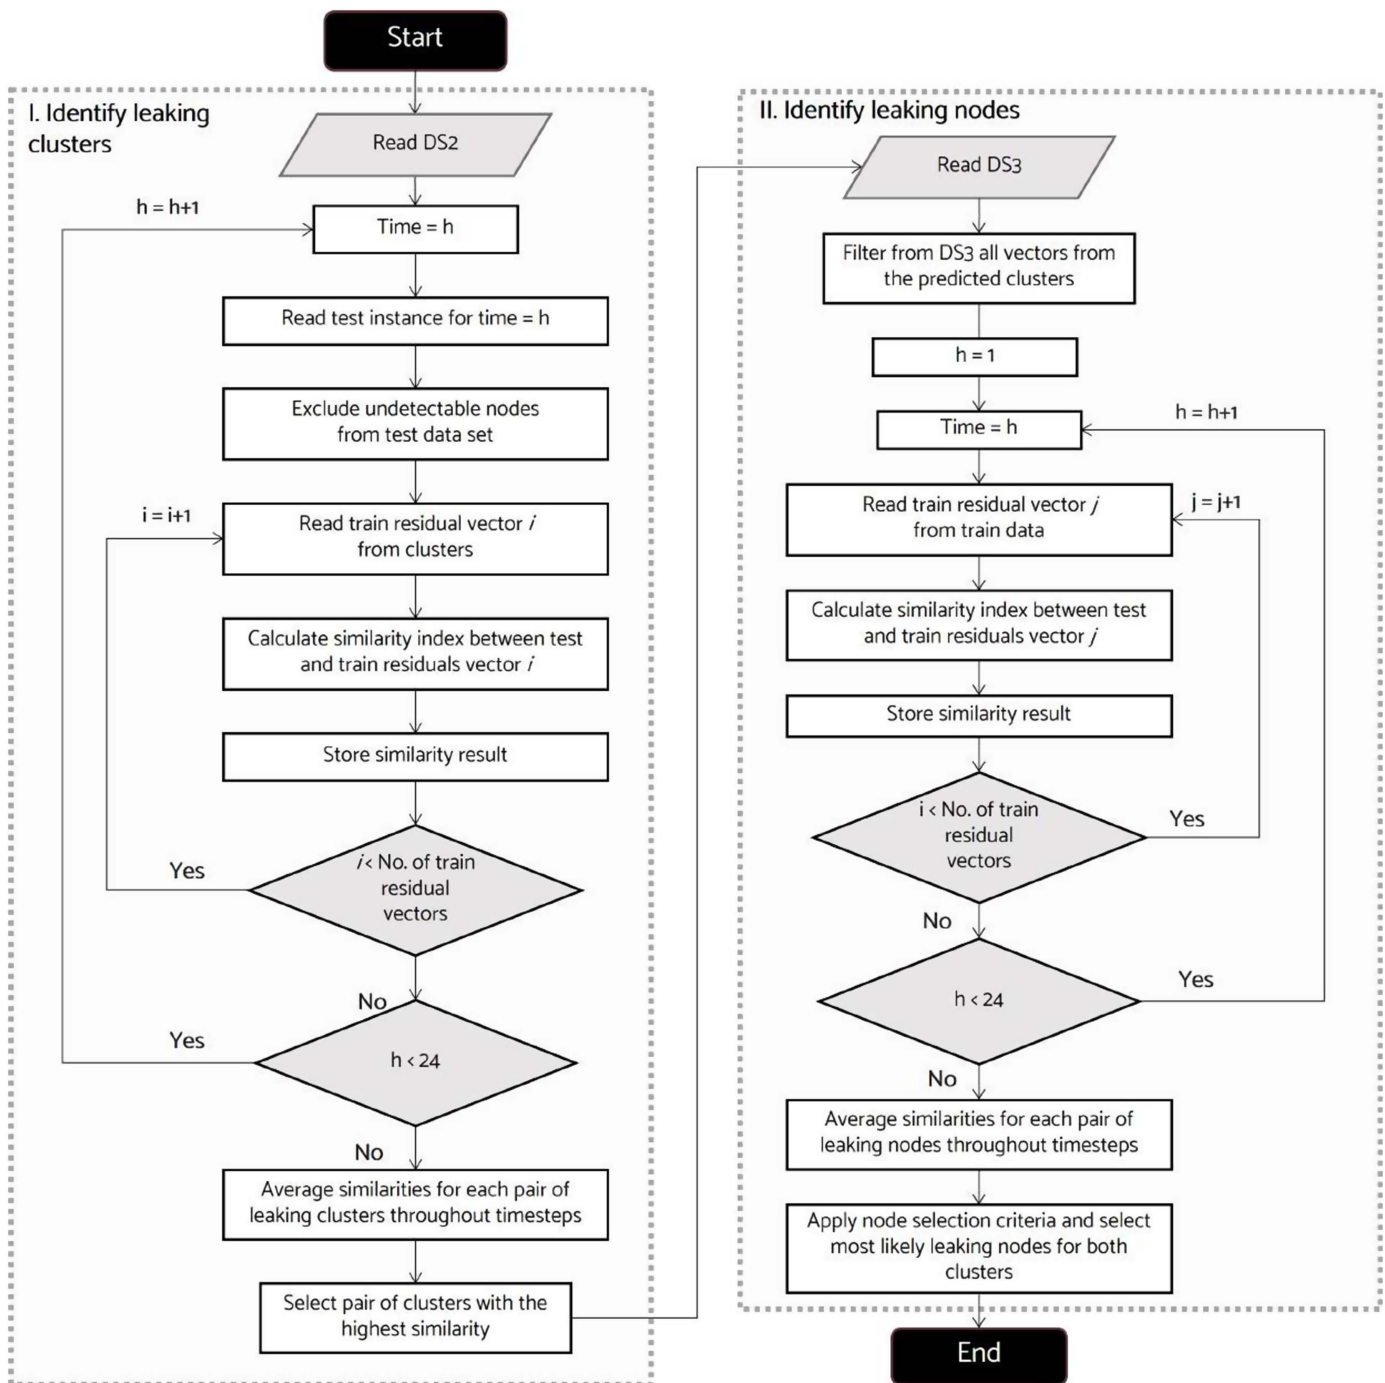 Start
I. Identify leaking
clusters
Read DS2
h = h+1
Time = h
Read test instance for time = h
Exclude undetectable nodes
from test data set
i = i+1
Read train residual vector i
from clusters
Calculate similarity index between test
and train residuals vector i
Store similarity result
i < No. of train
residual
vectors
Yes
No
h < 24
Yes
No
Average similarities for each pair of
leaking clusters throughout timesteps
Select pair of clusters with the
highest similarity
II. Identify leaking nodes
Read DS3
Filter from DS3 all vectors from
the predicted clusters
h = 1
Time = h
h = h+1
Read train residual vector j
from train data
j = j+1
Calculate similarity index between test
and train residuals vector j
Store similarity result
i < No. of train
residual
vectors
Yes
No
h < 24
Yes
No
Average similarities for each pair of
leaking nodes throughout timesteps
Apply node selection criteria and select
most likely leaking nodes for both
clusters
End